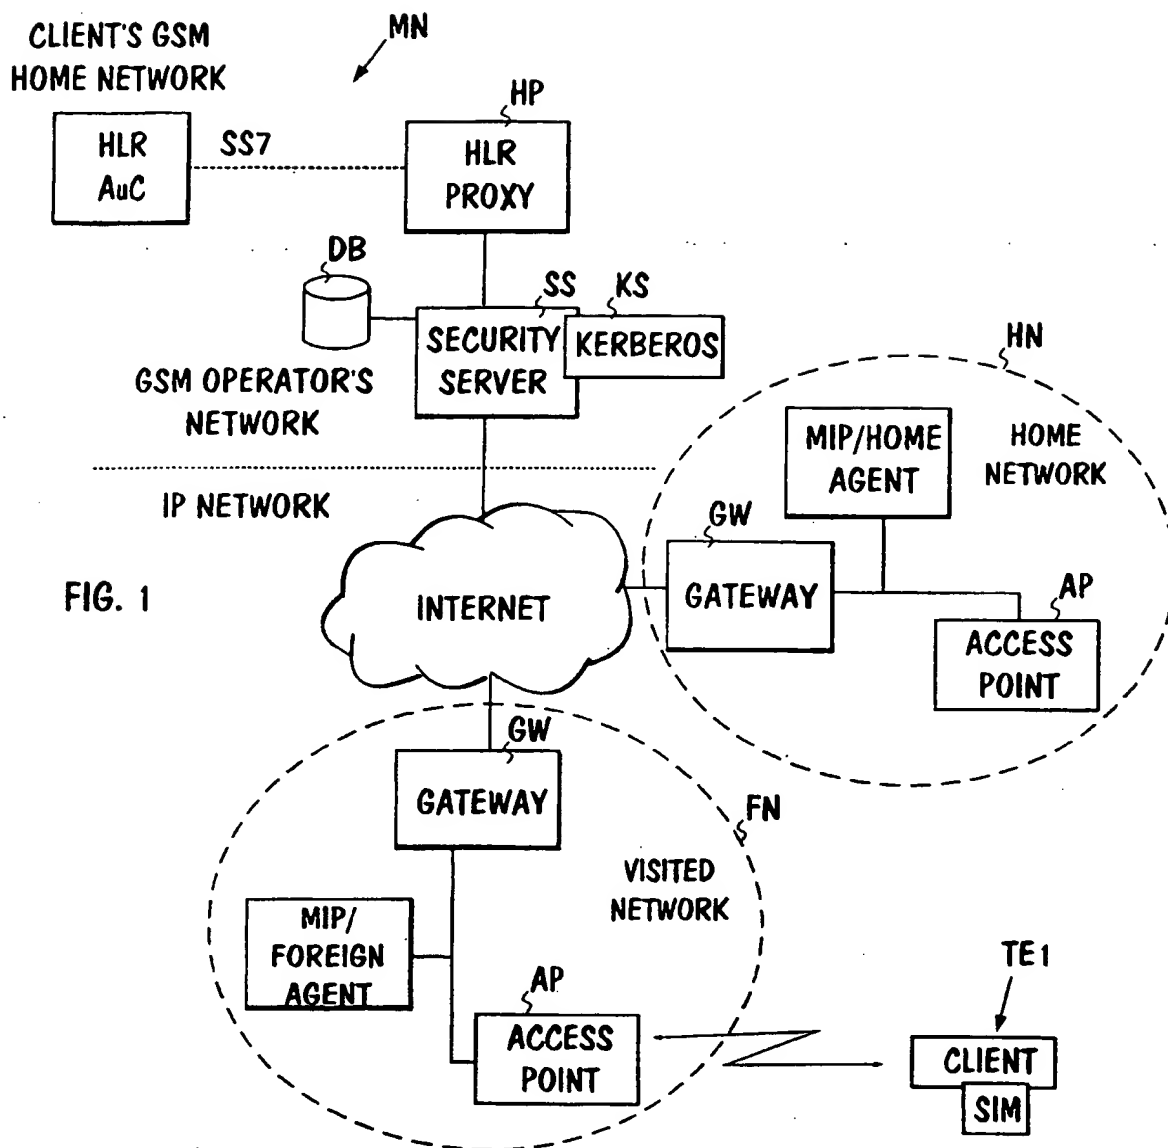 CLIENT'S GSM
HOME NETWORK
MN
HP
HLR
AuC
SS7
HLR
PROXY
DB
SS
KS
SECURITY
SERVER
KERBEROS
GSM OPERATOR'S
NETWORK
HN
MIP/HOME
AGENT
HOME
NETWORK
IP NETWORK
GW
FIG. 1
INTERNET
GATEWAY
AP
ACCESS
POINT
GW
GATEWAY
FN
VISITED
NETWORK
MIP/
FOREIGN
AGENT
AP
ACCESS
POINT
TE1
CLIENT
SIM